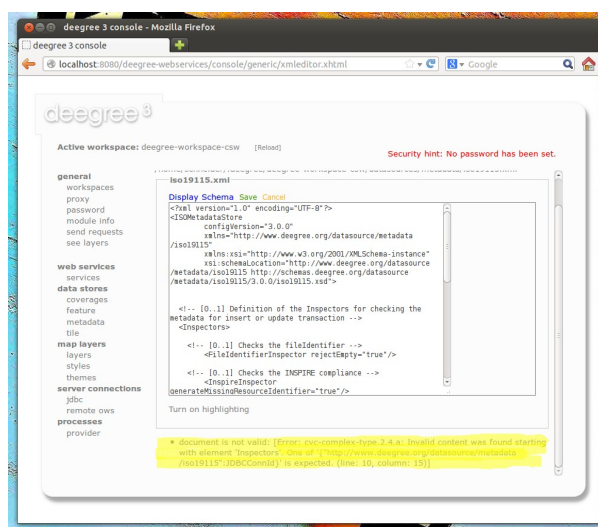 deegree 3 console - Mozilla Firefox
deegree 3 console
localhost:8080/deegree-webservices/console/generic/xmleditor.xhtml
Google
deegree 3
Active workspace: deegree-workspace-csw [Reload]
Security hint: No password has been set.
general
workspaces
proxy
password
module info
send requests
see layers
web services
services
data stores
coverages
feature
metadata
tile
map layers
layers
styles
themes
server connections
jdbc
remote ows
processes
provider
iso19115.xml
Display Schema Save Cancel
<?xml version="1.0" encoding="UTF-8"?>
<ISOMetadataStore
configVersion="3.0.0"
xmlns="http://www.deegree.org/datasource/metadata
/iso19115"
xmlns:xsi="http://www.w3.org/2001/XMLSchema-instance"
xsi:schemaLocation="http://www.deegree.org/datasource
/metadata/iso19115 http://schemas.deegree.org/datasource
/metadata/iso19115/3.0.0/iso19115.xsd">
<!-- [0..1] Definition of the Inspectors for checking the
metadata for insert or update transaction -->
<Inspectors>
<!-- [0..1] Checks the fileIdentifier -->
<FileIdentifierInspector rejectEmpty="true"/>
<!-- [0..1] Checks the INSPIRE compliance -->
<InspireInspector
generateMissingResourceIdentifier="true"/>
Turn on highlighting
document is not valid: [Error: cvc-complex-type.2.4.a: Invalid content was found starting
with element 'Inspectors'. One of '{"http://www.deegree.org/datasource/metadata
/iso19115":JDBCConnId}' is expected. (line: 10, column: 15)]